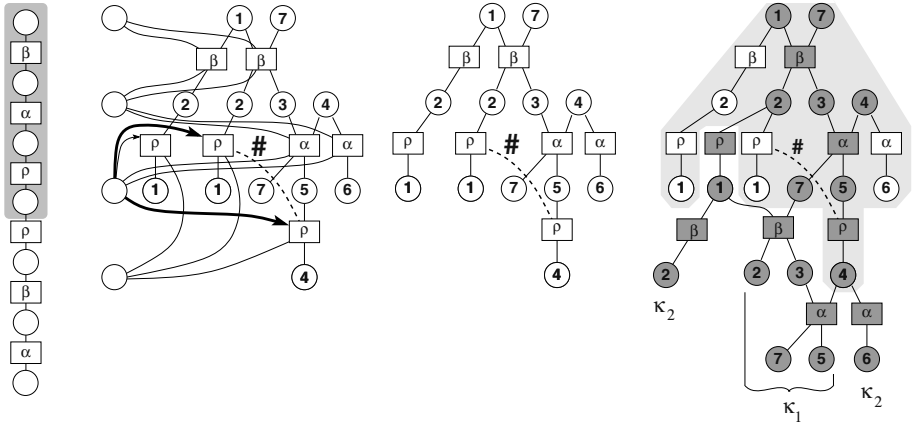 β
α
ρ
ρ
β
α
1 7
β β
2 2 3 4
ρ ρ # α α
1 1 7 5 6
ρ
4
1 7
β β
2 2 3 4
ρ ρ # α α
1 1 7 5 6
ρ
4
1 7
β β
2 2 3 4
ρ ρ ρ # α α
1 1 1 7 5 6
β β ρ
2 2 3 4
κ2 α α
7 5 6
κ1 κ2